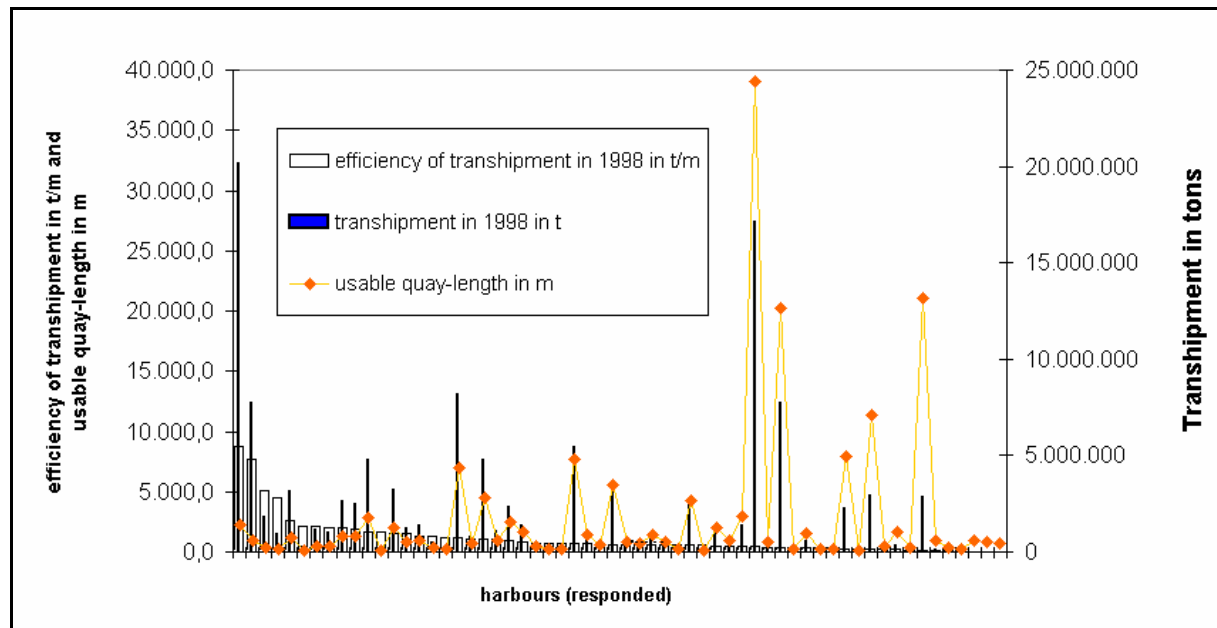 40.000,0
35.000,0
30.000,0
25.000,0
20.000,0
15.000,0
10.000,0
5.000,0
0,0
efficiency of transhipment in t/m and
usable quay-length in m
efficiency of transhipment in 1998 in t/m
transhipment in 1998 in t
usable quay-length in m
25.000.000
20.000.000
15.000.000
10.000.000
5.000.000
0
Transhipment in tons
harbours (responded)